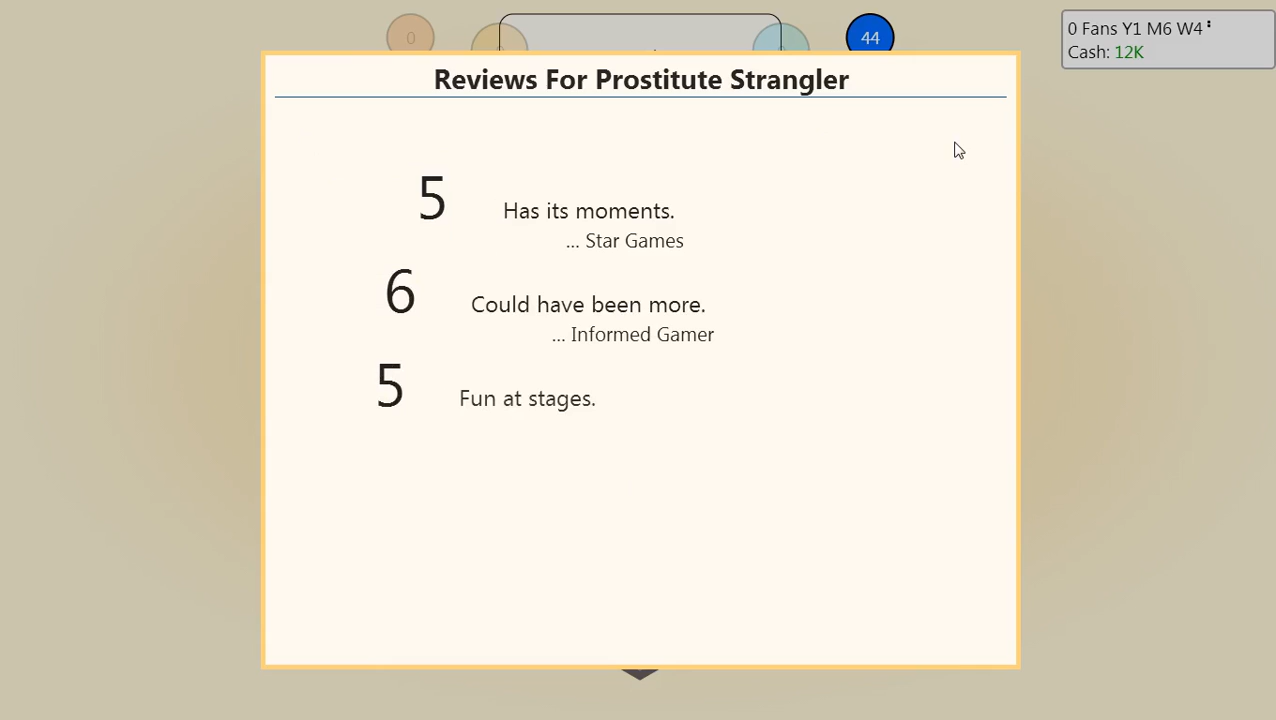 0
44
0 Fans Y1 M6 W4
Cash: 12K
Reviews For Prostitute Strangler
5 Has its moments.
... Star Games
6 Could have been more.
... Informed Gamer
5 Fun at stages.